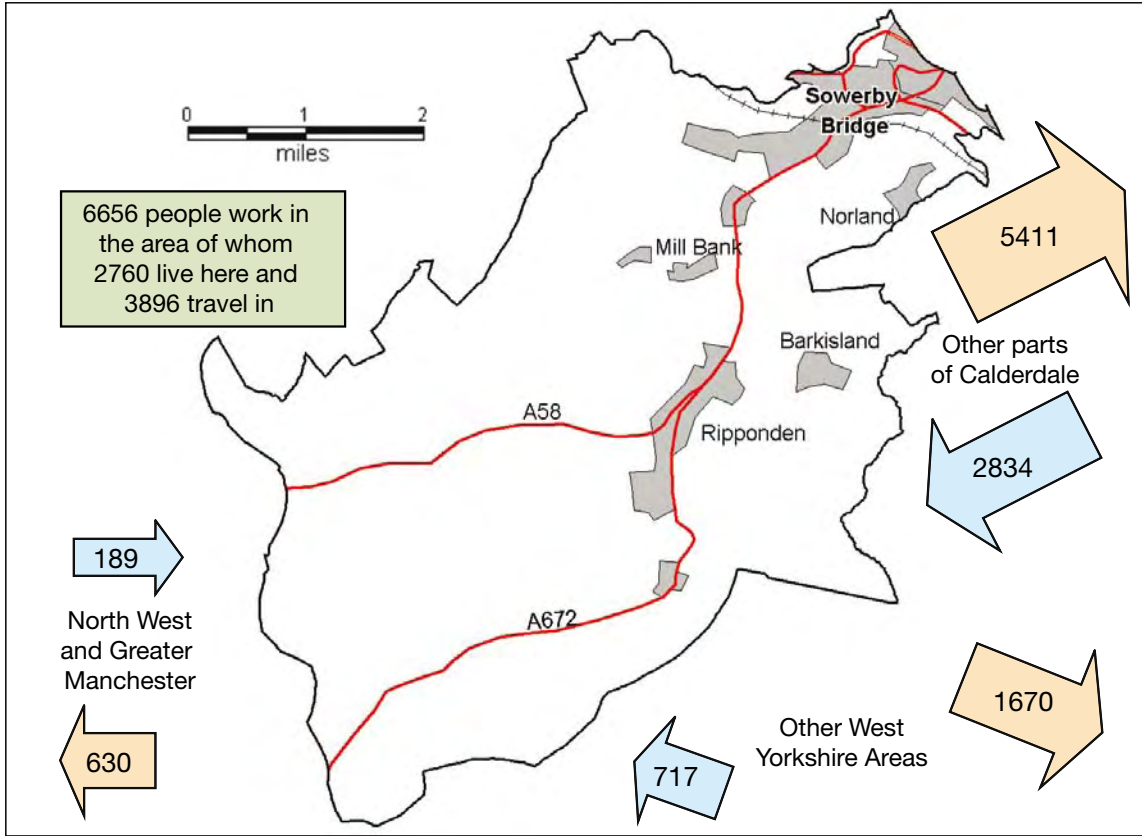 0 1 2
miles
6656 people work in
the area of whom
2760 live here and
3896 travel in
Sowerby
Bridge
Norland
Mill Bank
5411
Barkisland
Other parts
of Calderdale
A58
Ripponden
2834
189
North West
and Greater
Manchester
A672
630
1670
Other West
Yorkshire Areas
717